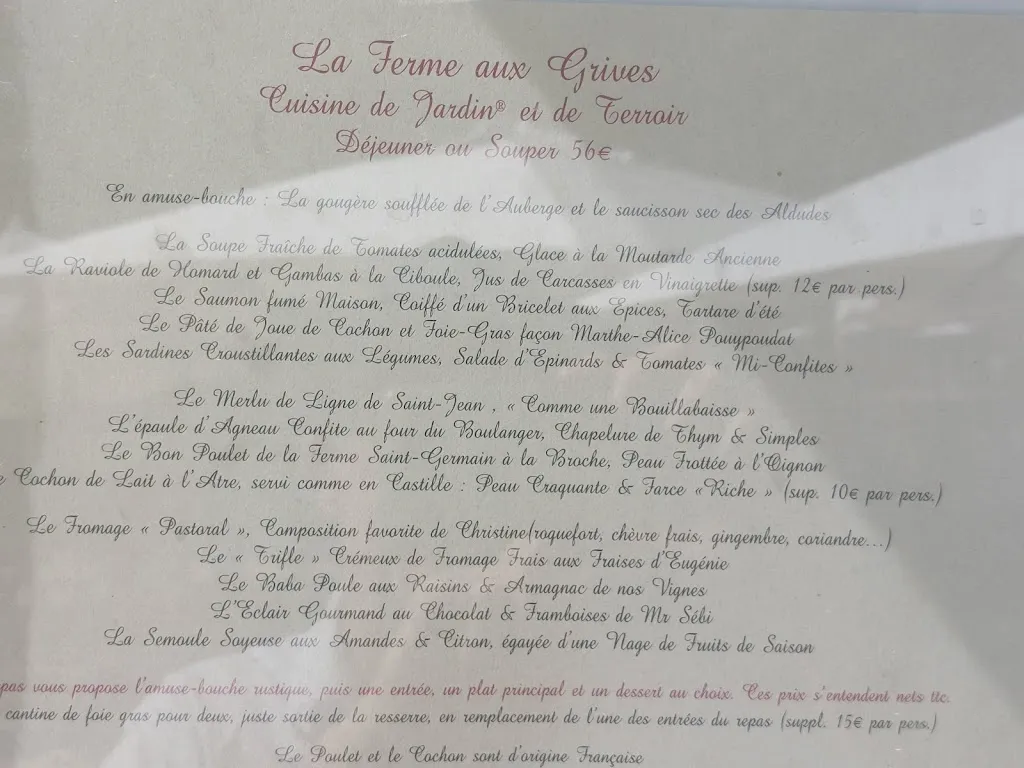 La Ferme aux Grives
Cuisine de Jardin® et de Terroir
Déjeuner ou Souper 56€
En amuse-bouche : La gougère soufflée de l'Auberge et le saucisson sec des Aldudes
La Soupe Fraîche de Tomates acidulées, Glace à la Moutarde Ancienne
La Raviole de Homard et Gambas à la Ciboule, Jus de Carcasses en Vinaigrette (sup. 12€ par pers.)
Le Saumon fumé Maison, Coiffé d'un Bricelet aux Epices, Tartare d'été
Le Pâté de Joue de Cochon et Foie-Gras façon Marthe-Alice Pouypoudat
Les Sardines Croustillantes aux Légumes, Salade d'Epinards & Tomates « Mi-Confites »
Le Merlu de Ligne de Saint-Jean , « Comme une Bouillabaisse »
L'épaule d'Agneau Confite au four du Boulanger, Chapelure de Thym & Simples
Le Bon Poulet de la Ferme Saint-Germain à la Broche, Peau Frottée à l'Oignon
e Cochon de Lait à l'Atre, servi comme en Castille : Peau Craquante & Farce «Riche » (sup. 10€ par pers.)
Le Fromage « Pastoral », Composition favorite de Christine(roquefort, chèvre frais, gingembre, coriandre...)
Le « Trifle » Crémeux de Fromage Frais aux Fraises d'Eugénie
Le Baba Poule aux Raisins & Armagnac de nos Vignes
L'Eclair Gourmand au Chocolat & Framboises de Mr Sébi
La Semoule Soyeuse aux Amandes & Citron, égayée d'une Nage de Fruits de Saison
pas vous propose l'amuse-bouche rustique, puis une entrée, un plat principal et un dessert au choix. Ces prix s'entendent nets ttc.
cantine de foie gras pour deux, juste sortie de la resserre, en remplacement de l'une des entrées du repas (suppl. 15€ par pers.)
Le Poulet et le Cochon sont d'origine Française